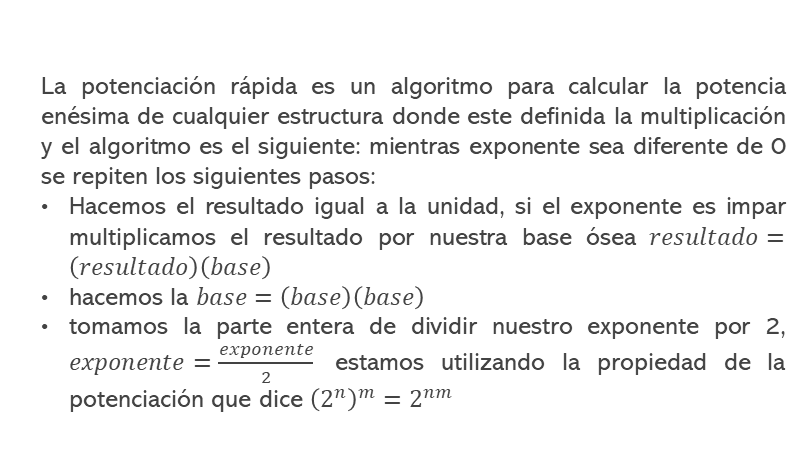 La potenciación rápida es un algoritmo para calcular la potencia
enésima de cualquier estructura donde este definida la multiplicación
y el algoritmo es el siguiente: mientras exponente sea diferente de 0
se repiten los siguientes pasos:
• Hacemos el resultado igual a la unidad, si el exponente es impar
multiplicamos el resultado por nuestra base ósea resultado =
(resultado)(base)
• hacemos la base = (base)(base)
• tomamos la parte entera de dividir nuestro exponente por 2,
exponente = exponente/2 estamos utilizando la propiedad de la
potenciación que dice (2ⁿ)ᵐ = 2ⁿᵐ